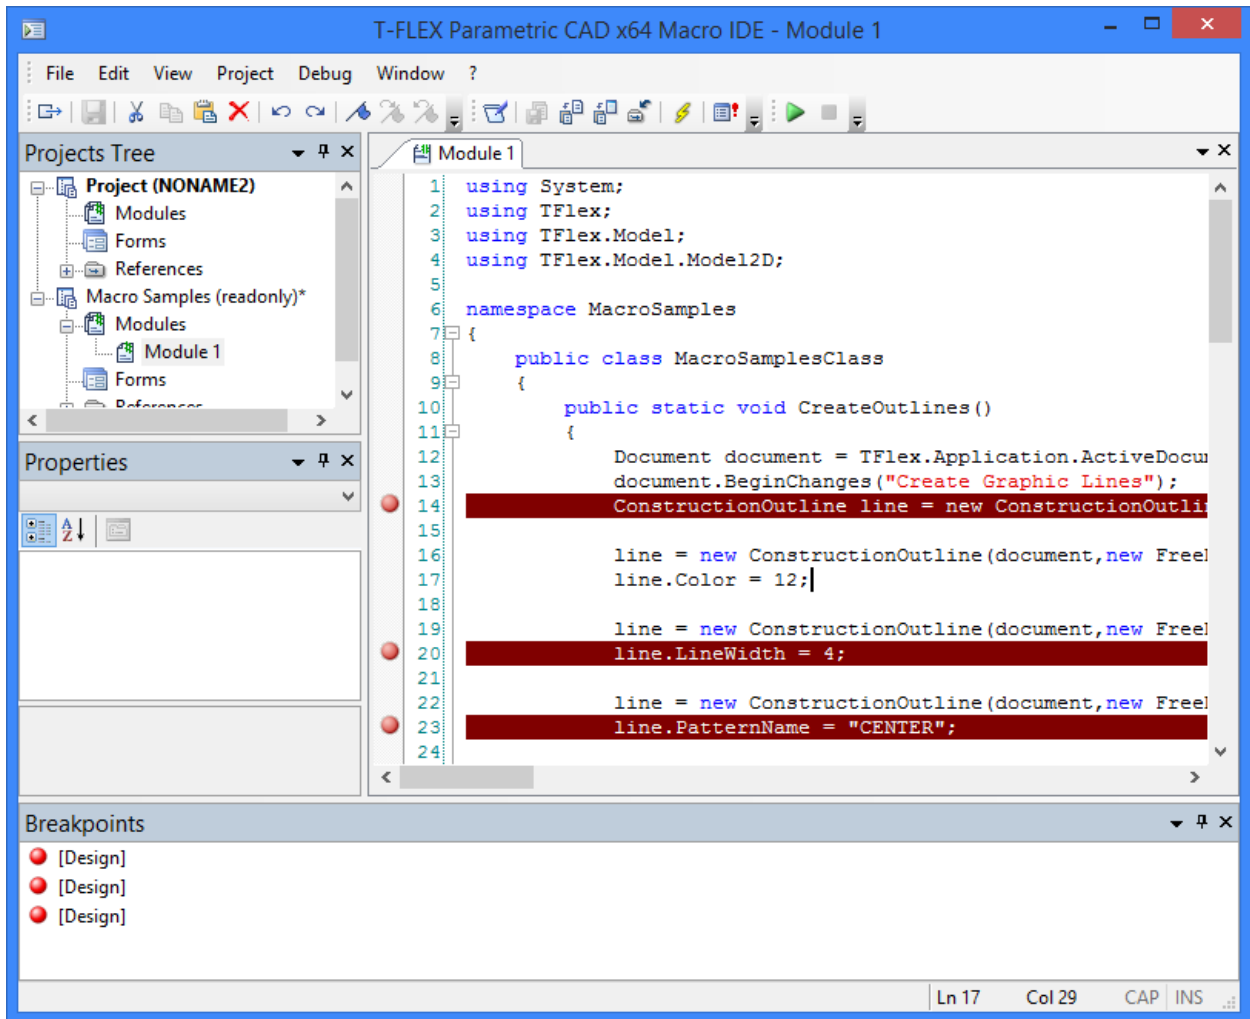 T-FLEX Parametric CAD x64 Macro IDE - Module 1
File Edit View Project Debug Window ?
Projects Tree
Project (NONAME2)
Modules
Forms
References
Macro Samples (readonly)*
Modules
Module 1
Forms
References
Properties
Module 1
1 using System;
2 using TFlex;
3 using TFlex.Model;
4 using TFlex.Model.Model2D;
5
6 namespace MacroSamples
7 {
8 public class MacroSamplesClass
9 {
10 public static void CreateOutlines()
11 {
12 Document document = TFlex.Application.ActiveDocu
13 document.BeginChanges("Create Graphic Lines");
14 ConstructionOutline line = new ConstructionOutli
15
16 line = new ConstructionOutline(document,new Free
17 line.Color = 12;
18
19 line = new ConstructionOutline(document,new Free
20 line.LineWidth = 4;
21
22 line = new ConstructionOutline(document,new Free
23 line.PatternName = "CENTER";
24
Breakpoints
[Design]
[Design]
[Design]
Ln 17 Col 29 CAP INS